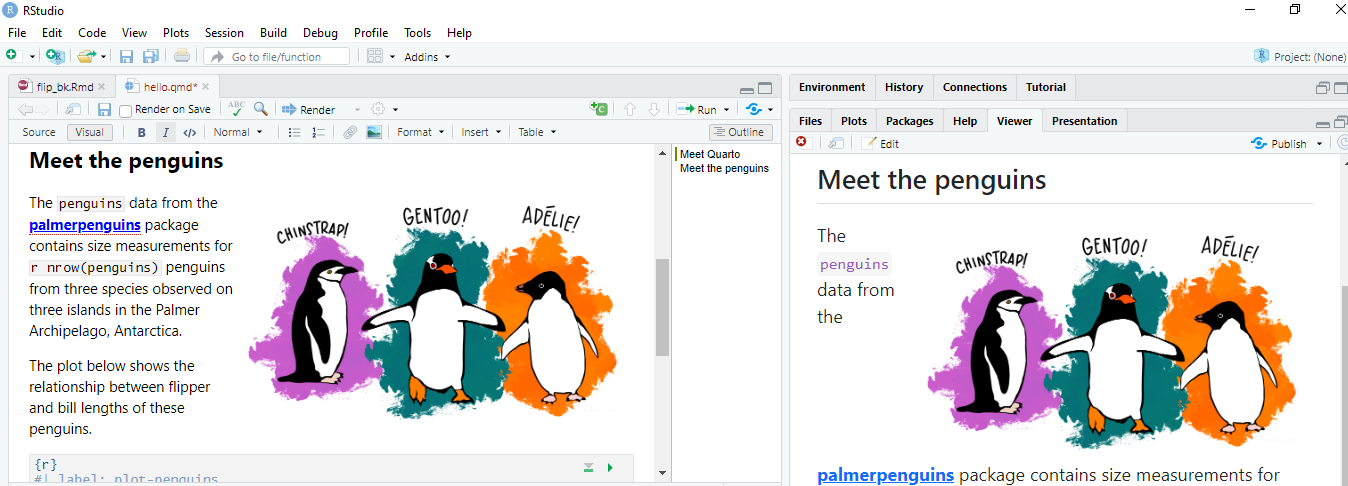 RStudio
File Edit Code View Plots Session Build Debug Profile Tools Help
Go to file/function Addins Project: (None)
flip_bk.Rmd hello.qmd*
Render on Save ABC Render Run
Source Visual B I </> Normal Format Insert Table Outline
Meet the penguins
The penguins data from the
palmerpenguins package
contains size measurements for
r nrow(penguins) penguins
from three species observed on
three islands in the Palmer
Archipelago, Antarctica.
The plot below shows the
relationship between flipper
and bill lengths of these
penguins.
CHINSTRAP!
GENTOO!
ADÉLIE!
{r}
#| label: plot-penguins
Meet Quarto
Meet the penguins
Environment History Connections Tutorial
Files Plots Packages Help Viewer Presentation
Edit Publish
Meet the penguins
The
penguins
data from
the
CHINSTRAP!
GENTOO!
ADÉLIE!
palmerpenguins package contains size measurements for